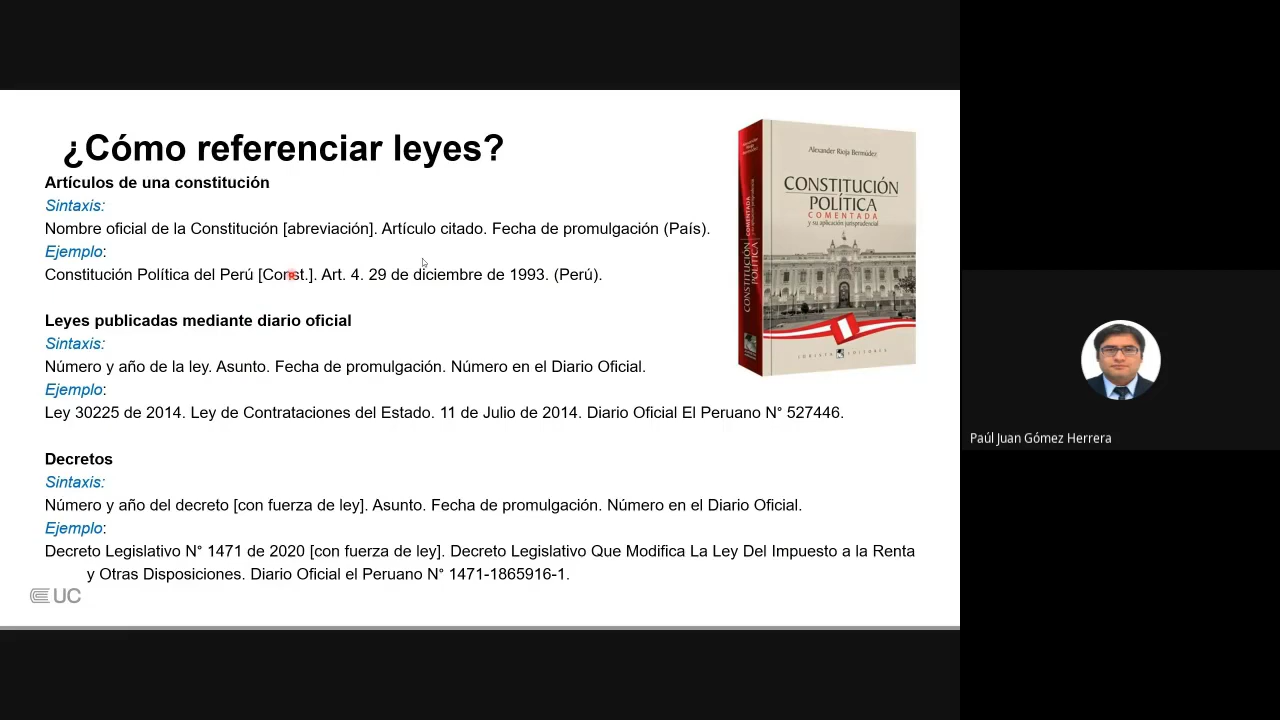 ¿Cómo referenciar leyes?
Artículos de una constitución
Sintaxis:
Nombre oficial de la Constitución [abreviación]. Artículo citado. Fecha de promulgación (País).
Ejemplo:
Constitución Política del Perú [Const.]. Art. 4. 29 de diciembre de 1993. (Perú).
Leyes publicadas mediante diario oficial
Sintaxis:
Número y año de la ley. Asunto. Fecha de promulgación. Número en el Diario Oficial.
Ejemplo:
Ley 30225 de 2014. Ley de Contrataciones del Estado. 11 de Julio de 2014. Diario Oficial El Peruano N° 527446.
Decretos
Sintaxis:
Número y año del decreto [con fuerza de ley]. Asunto. Fecha de promulgación. Número en el Diario Oficial.
Ejemplo:
Decreto Legislativo N° 1471 de 2020 [con fuerza de ley]. Decreto Legislativo Que Modifica La Ley Del Impuesto a la Renta
y Otras Disposiciones. Diario Oficial el Peruano N° 1471-1865916-1.
UC
Alexander Rioja Bermúdez
CONSTITUCIÓN
POLÍTICA
COMENTADA
y su aplicación jurisprudencial
JURISTA EDITORES
CONSTITUCIÓN
POLÍTICA
COMENTADA
Paúl Juan Gómez Herrera